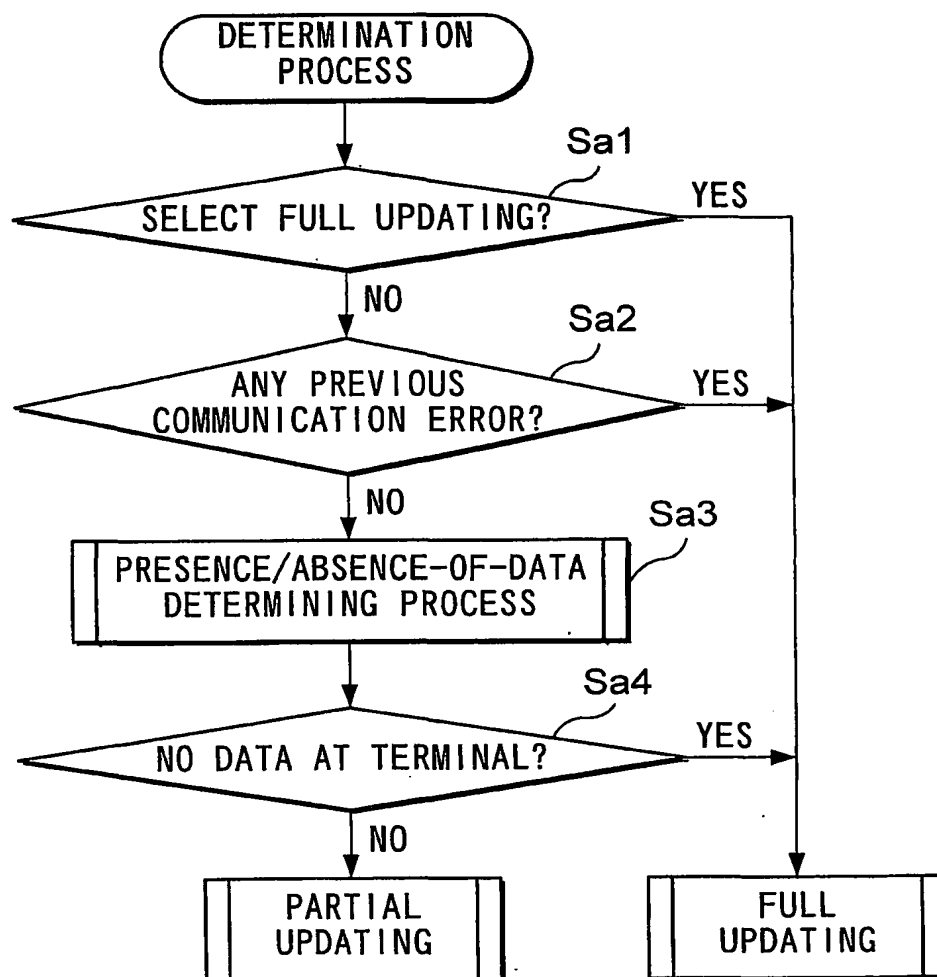 DETERMINATION
PROCESS
Sa1
SELECT FULL UPDATING?
YES
NO
Sa2
ANY PREVIOUS
COMMUNICATION ERROR?
YES
NO
Sa3
PRESENCE/ABSENCE-OF-DATA
DETERMINING PROCESS
Sa4
NO DATA AT TERMINAL?
YES
NO
PARTIAL
UPDATING
FULL
UPDATING